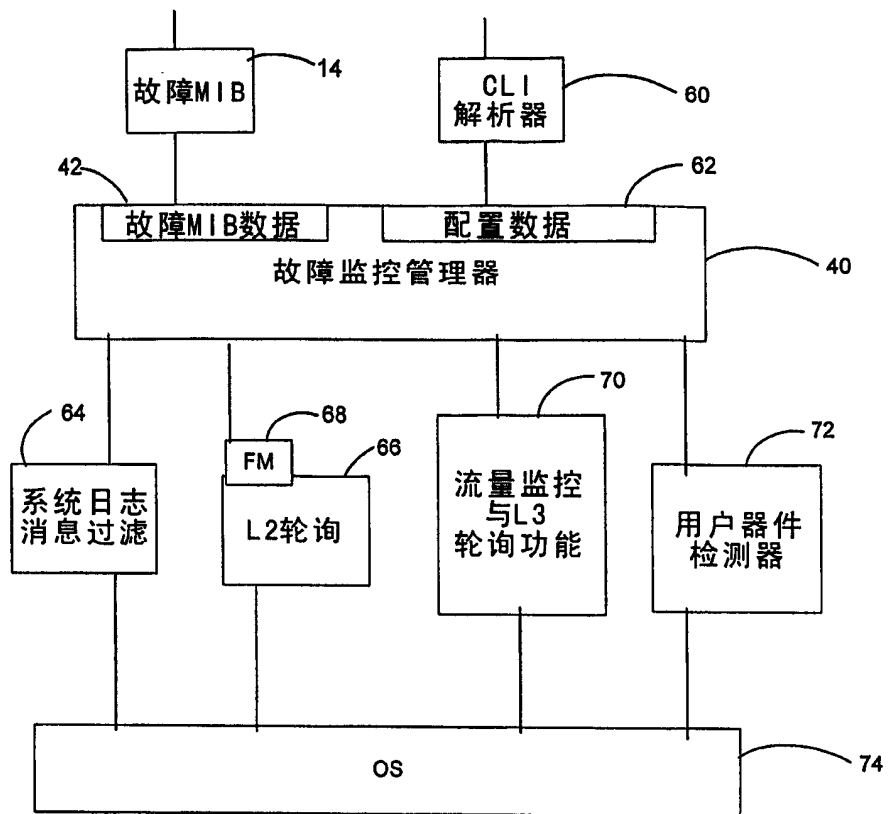 故障MIB
14
CLI
解析器
60
42
62
故障MIB数据
配置数据
故障监控管理器
40
64
68
66
70
72
系统日志
消息过滤
FM
L2轮询
流量监控
与L3
轮询功能
用户器件
检测器
OS
74